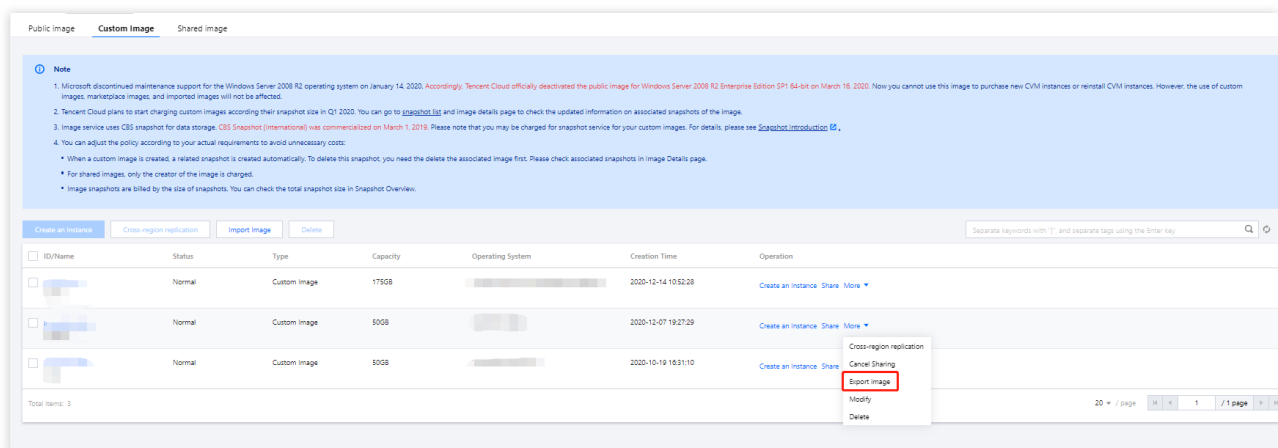 Public image Custom Image Shared image
Note
1. Microsoft discontinued maintenance support for the Windows Server 2008 R2 operating system on January 14, 2020. Accordingly, Tencent Cloud officially deactivated the public image for Windows Server 2008 R2 Enterprise Edition SP1 64-bit on March 16, 2020. Now you cannot use this image to purchase new CVM instances or reinstall CVM instances. However, the use of custom
images, marketplace images, and imported images will not be affected.
2. Tencent Cloud plans to start charging custom images according their snapshot size in Q1 2020. You can go to snapshot list and image details page to check the updated information on associated snapshots of the image.
3. Image service uses CBS snapshot for data storage. CBS Snapshot (International) was commercialized on March 1, 2019. Please note that you may be charged for snapshot service for your custom images. For details, please see Snapshot Introduction .
4. You can adjust the policy according to your actual requirements to avoid unnecessary costs:
• When a custom image is created, a related snapshot is created automatically. To delete this snapshot, you need the delete the associated image first. Please check associated snapshots in Image Details page.
• For shared images, only the creator of the image is charged.
• Image snapshots are billed by the size of snapshots. You can check the total snapshot size in Snapshot Overview.
Create an Instance Cross-region replication Import Image Delete Separate keywords with "|", and separate tags using the Enter key
ID/Name Status Type Capacity Operating System Creation Time Operation
Normal Custom Image 175GB 2020-12-14 10:52:28 Create an Instance Share More
Normal Custom Image 50GB 2020-12-07 19:27:29 Create an Instance Share More
Cross-region replication
Normal Custom Image 50GB 2020-10-19 16:31:10 Create an Instance Share
Cancel Sharing
Export image
Modify
Delete
Total items: 3 20 / page 1 / 1 page